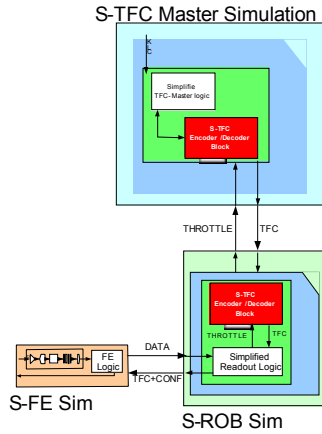 S-TFC Master Simulation
Simplifie
TFC-Master logic
S-TFC
Encoder /Decoder
Block
THROTTLE
TFC
S-TFC
Encoder /Decoder
Block
THROTTLE
TFC
FE
Logic
DATA
Simplified
Readout Logic
TFC+CONF
S-FE Sim
S-ROB Sim